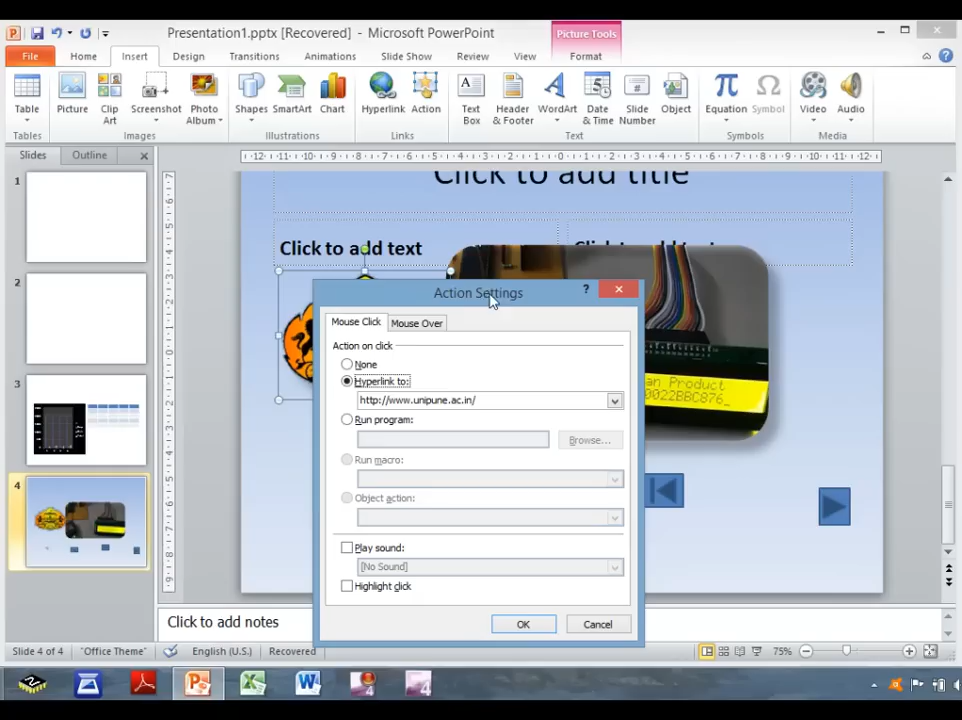 Presentation1.pptx [Recovered] - Microsoft PowerPoint
Picture Tools
File Home Insert Design Transitions Animations Slide Show Review View Format
Table Picture Clip Art Screenshot Photo Album Shapes SmartArt Chart Hyperlink Action Text Box Header & Footer WordArt Date & Time Slide Number Object Equation Symbol Video Audio
Tables Images Illustrations Links Text Symbols Media
Slides Outline
1
2
3
4
Click to add title
Click to add text
an Product
0022BBC876_
Action Settings
Mouse Click Mouse Over
Action on click
None
Hyperlink to:
http://www.unipune.ac.in/
Run program:
Browse...
Run macro:
Object action:
Play sound:
[No Sound]
Highlight click
OK Cancel
Click to add notes
Slide 4 of 4 "Office Theme" English (U.S.) Recovered 75%